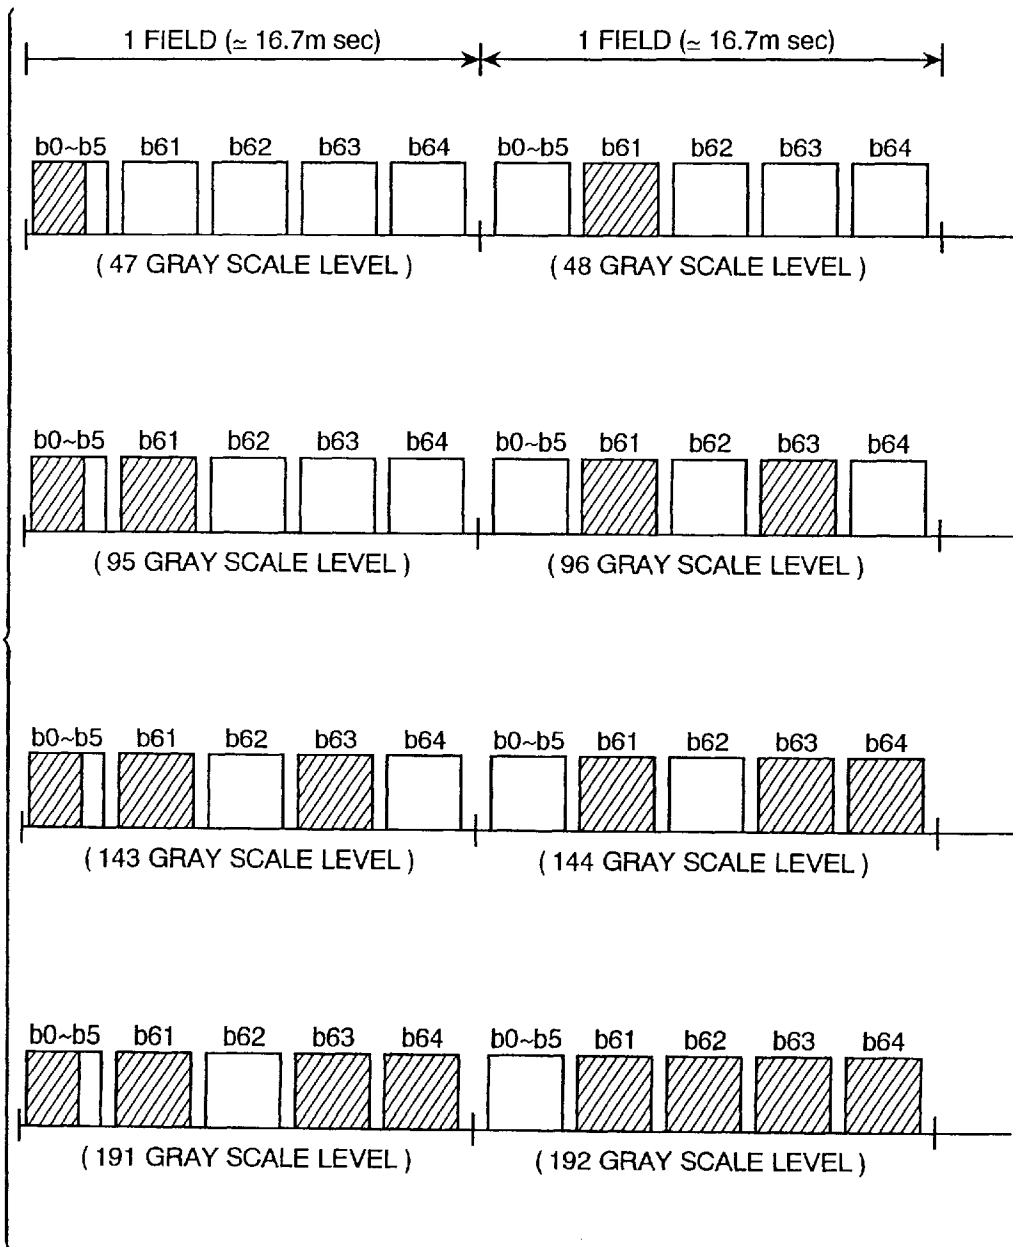 1 FIELD (≃ 16.7m sec) 1 FIELD (≃ 16.7m sec)
b0~b5 b61 b62 b63 b64 b0~b5 b61 b62 b63 b64
( 47 GRAY SCALE LEVEL ) ( 48 GRAY SCALE LEVEL )
b0~b5 b61 b62 b63 b64 b0~b5 b61 b62 b63 b64
( 95 GRAY SCALE LEVEL ) ( 96 GRAY SCALE LEVEL )
b0~b5 b61 b62 b63 b64 b0~b5 b61 b62 b63 b64
( 143 GRAY SCALE LEVEL ) ( 144 GRAY SCALE LEVEL )
b0~b5 b61 b62 b63 b64 b0~b5 b61 b62 b63 b64
( 191 GRAY SCALE LEVEL ) ( 192 GRAY SCALE LEVEL )